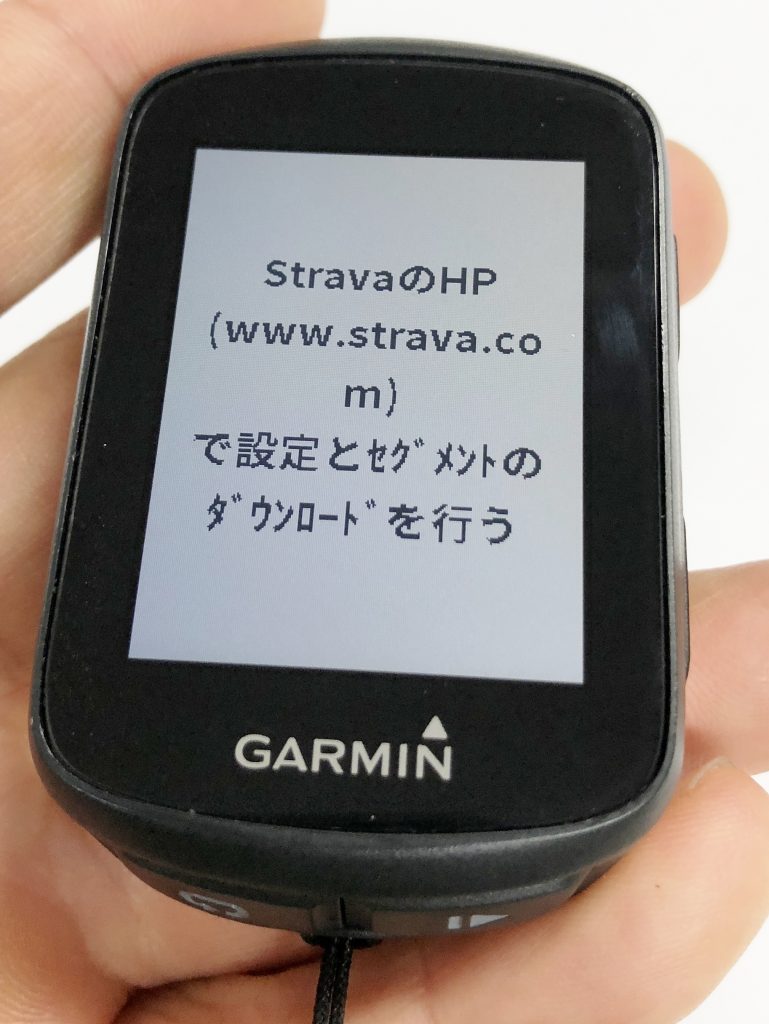 StravaのHP
(www.strava.co
m)
で設定とｾｸﾞﾒﾝﾄの
ﾀﾞｳﾝﾛｰﾄﾞを行う
GARMIN